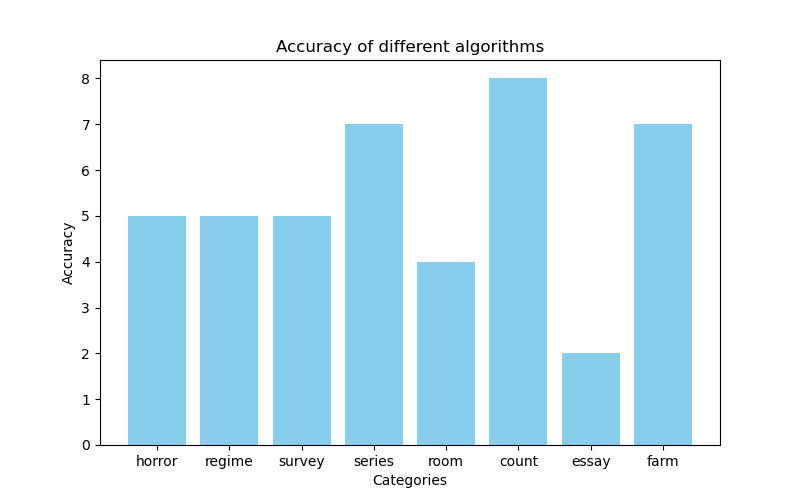 Accuracy of different algorithms
8
7
6
5
4
3
2
1
0
Accuracy
horror regime survey series room count essay farm
Categories